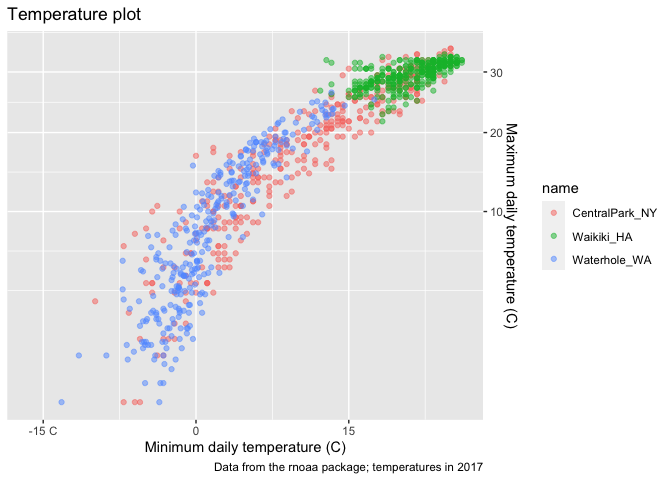 Temperature plot
30
20
10
Maximum daily temperature (C)
-15 C
0
15
Minimum daily temperature (C)
Data from the rnoaa package; temperatures in 2017
name
CentralPark_NY
Waikiki_HA
Waterhole_WA